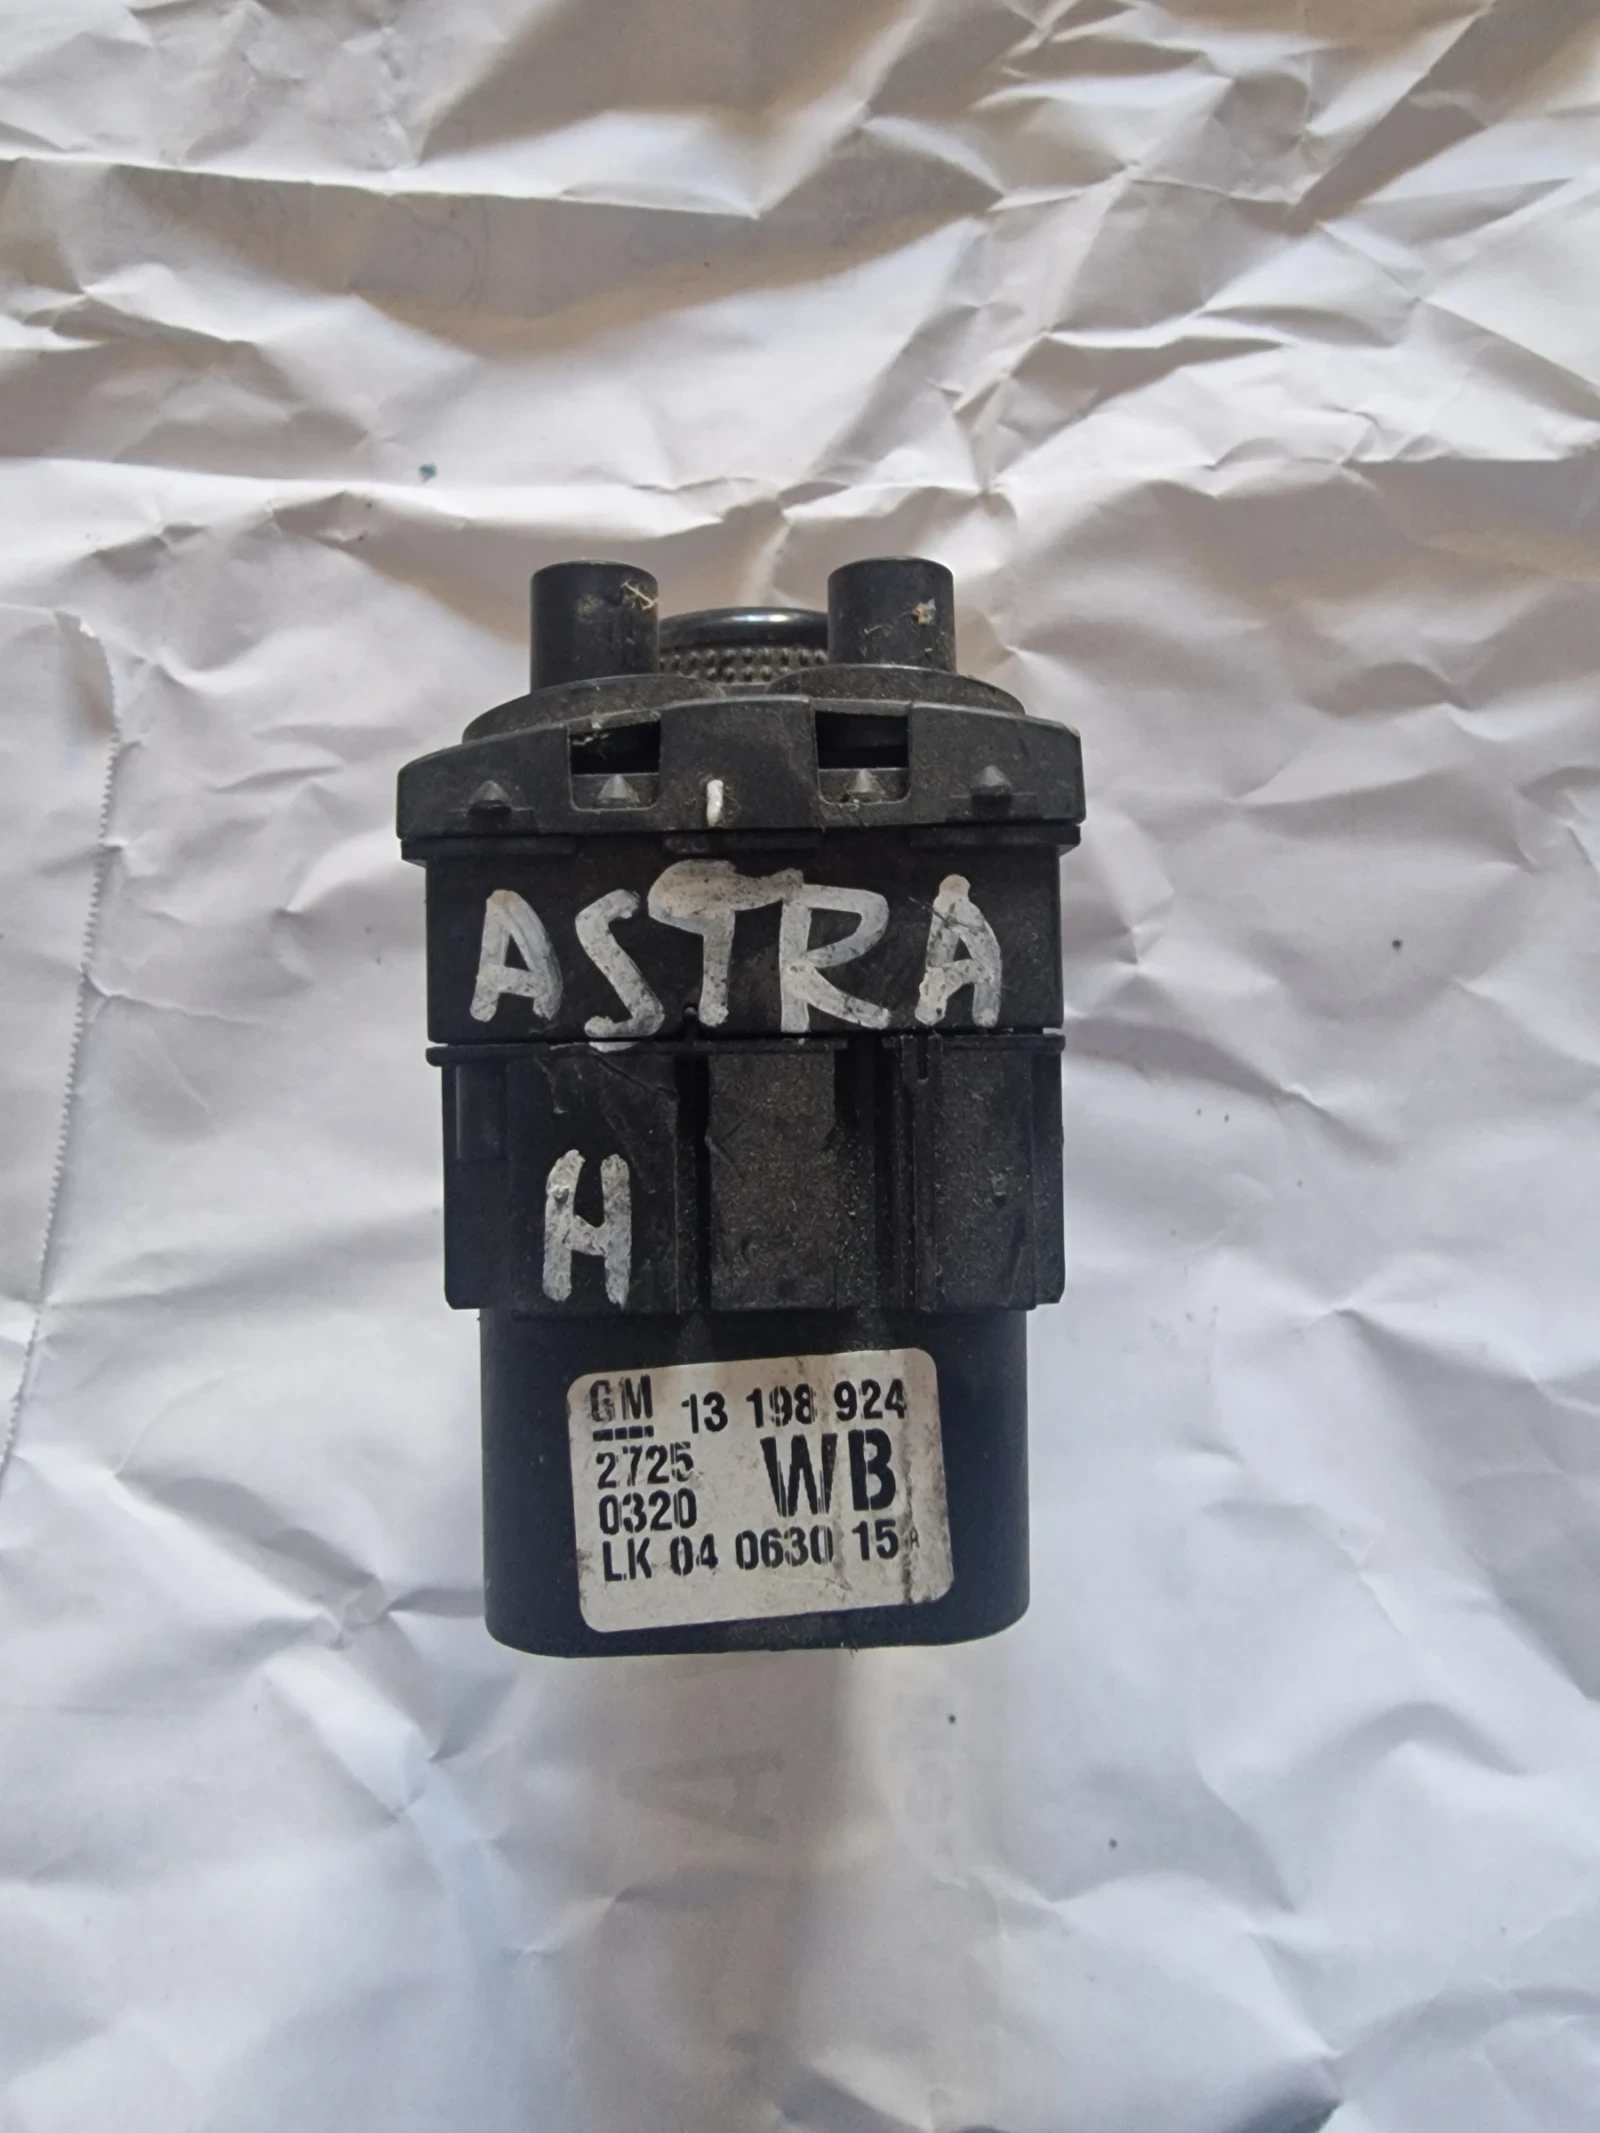 ASTRA
H
GM 13 198 924
2725 WB
0320
LK 04 0630 15 A